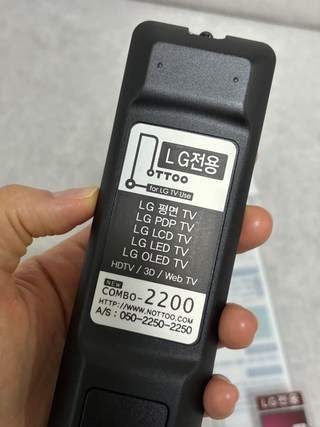 LG전용
NOTTOO
for LG TV Use
LG 평면 TV
LG PDP TV
LG LCD TV
LG LED TV
LG OLED TV
HDTV / 3D / Web TV
NEW
COMBO-2200
HTTP://WWW.NOTTOO.COM
A/S : 050-2250-2250
LG전용